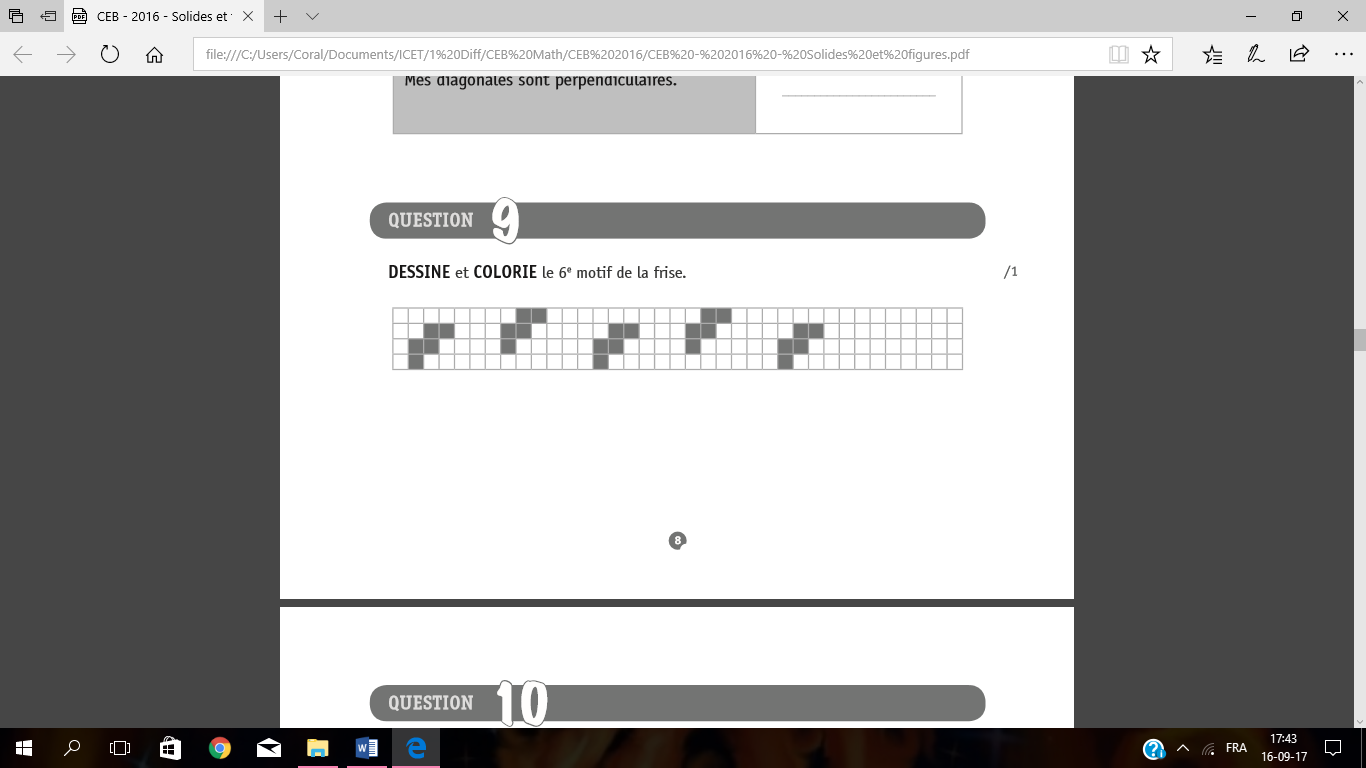 CEB - 2016 - Solides et
file:///C:/Users/Coral/Documents/ICET/1%20Diff/CEB%20Math/CEB%202016/CEB%20-%202016%20-%20Solides%20et%20figures.pdf
Mes diagonales sont perpendiculaires.
QUESTION 9
DESSINE et COLORIE le 6e motif de la frise. /1
8
QUESTION 10
FRA
17:43
16-09-17